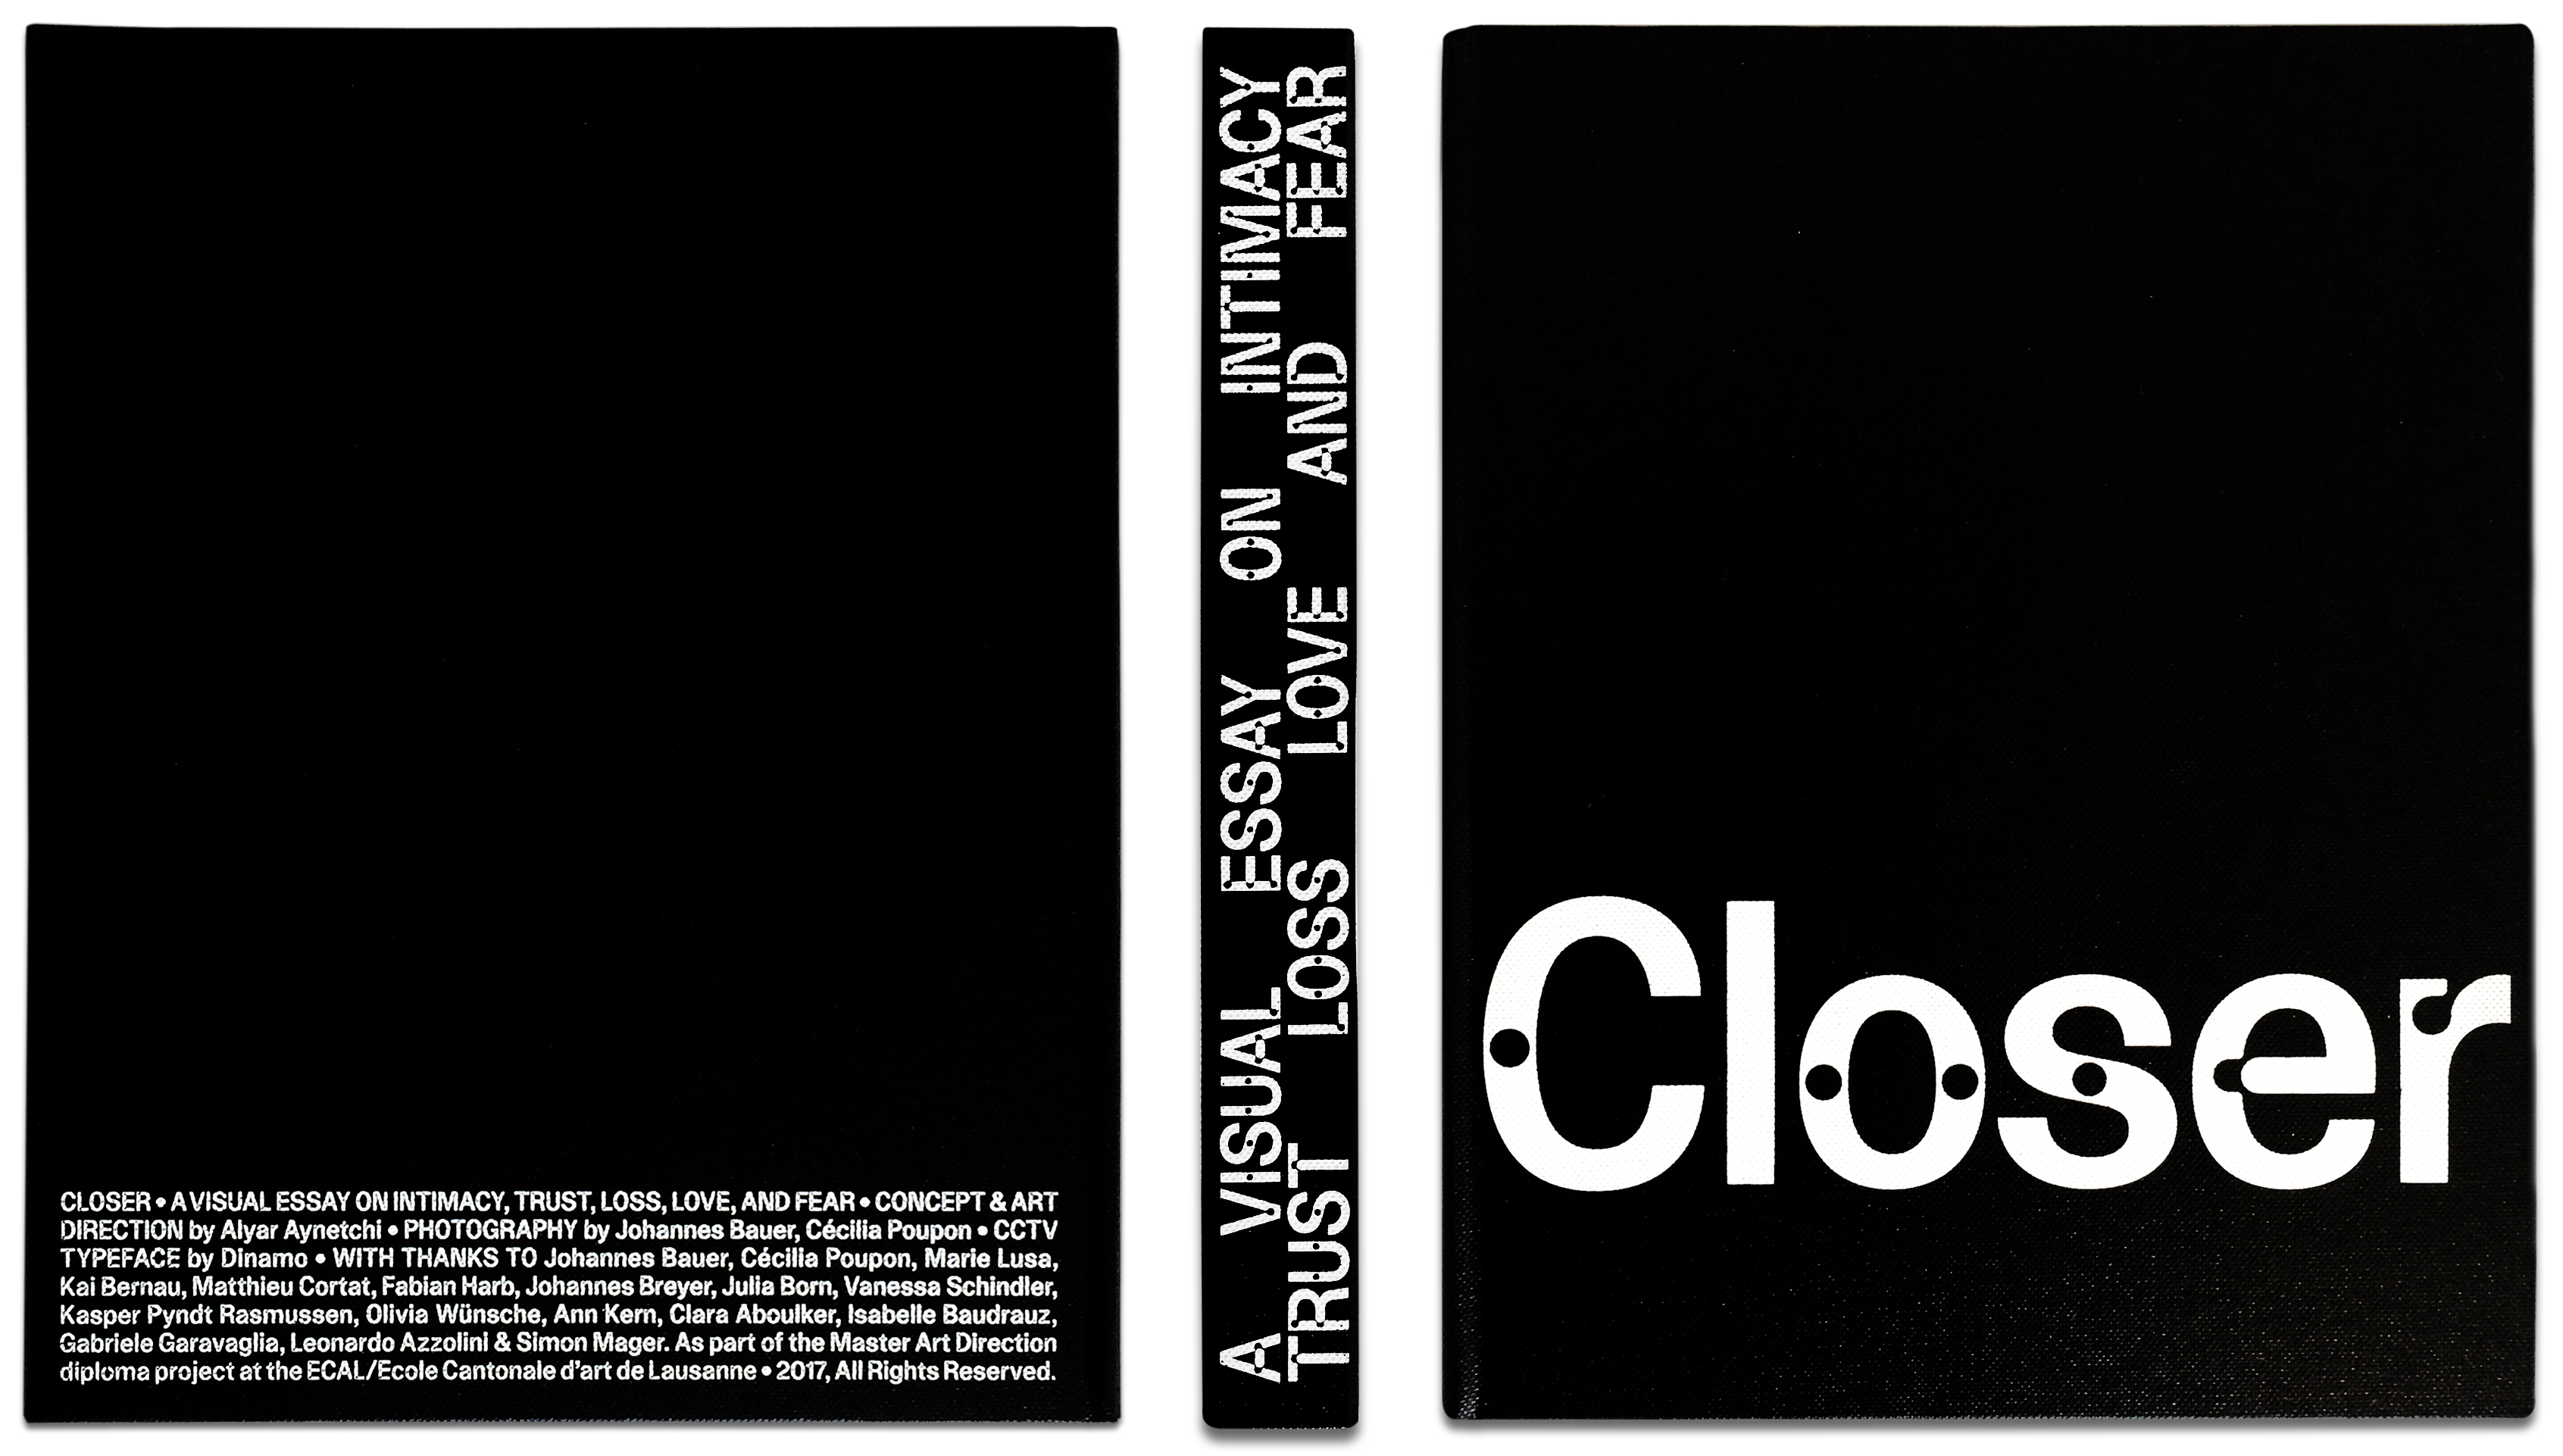 CLOSER • A VISUAL ESSAY ON INTIMACY, TRUST, LOSS, LOVE, AND FEAR • CONCEPT & ART
DIRECTION by Alyar Aynetchi • PHOTOGRAPHY by Johannes Bauer, Cécilia Poupon • CCTV
TYPEFACE by Dinamo • WITH THANKS TO Johannes Bauer, Cécilia Poupon, Marie Lusa,
Kai Bernau, Matthieu Cortat, Fabian Harb, Johannes Breyer, Julia Born, Vanessa Schindler,
Kasper Pyndt Rasmussen, Olivia Wünsche, Ann Kern, Clara Aboulker, Isabelle Baudrauz,
Gabriele Garavaglia, Leonardo Azzolini & Simon Mager. As part of the Master Art Direction
diploma project at the ECAL/Ecole Cantonale d'art de Lausanne • 2017, All Rights Reserved.
A VISUAL ESSAY ON INTIMACY
TRUST LOSS LOVE AND FEAR
Closer